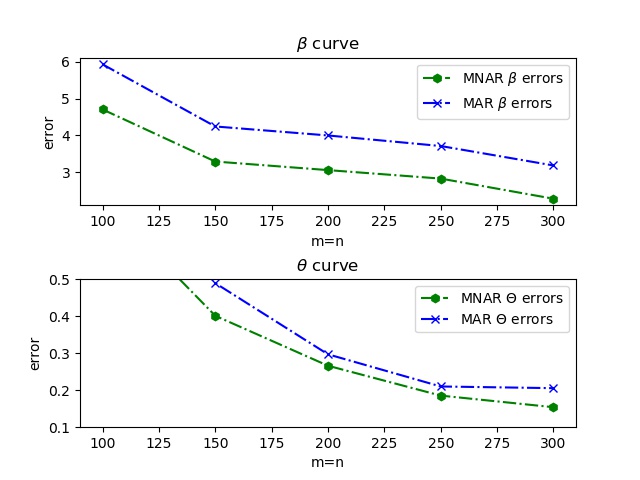 β curve
6
5
4
3
error
MNAR β errors
MAR β errors
100 125 150 175 200 225 250 275 300
m=n
θ curve
0.5
0.4
0.3
0.2
0.1
error
MNAR Θ errors
MAR Θ errors
100 125 150 175 200 225 250 275 300
m=n